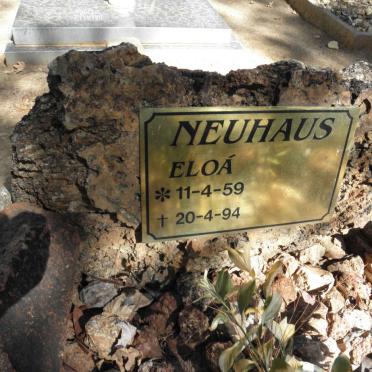 NEUHAUS
ELOÁ
* 11-4-59
† 20-4-94